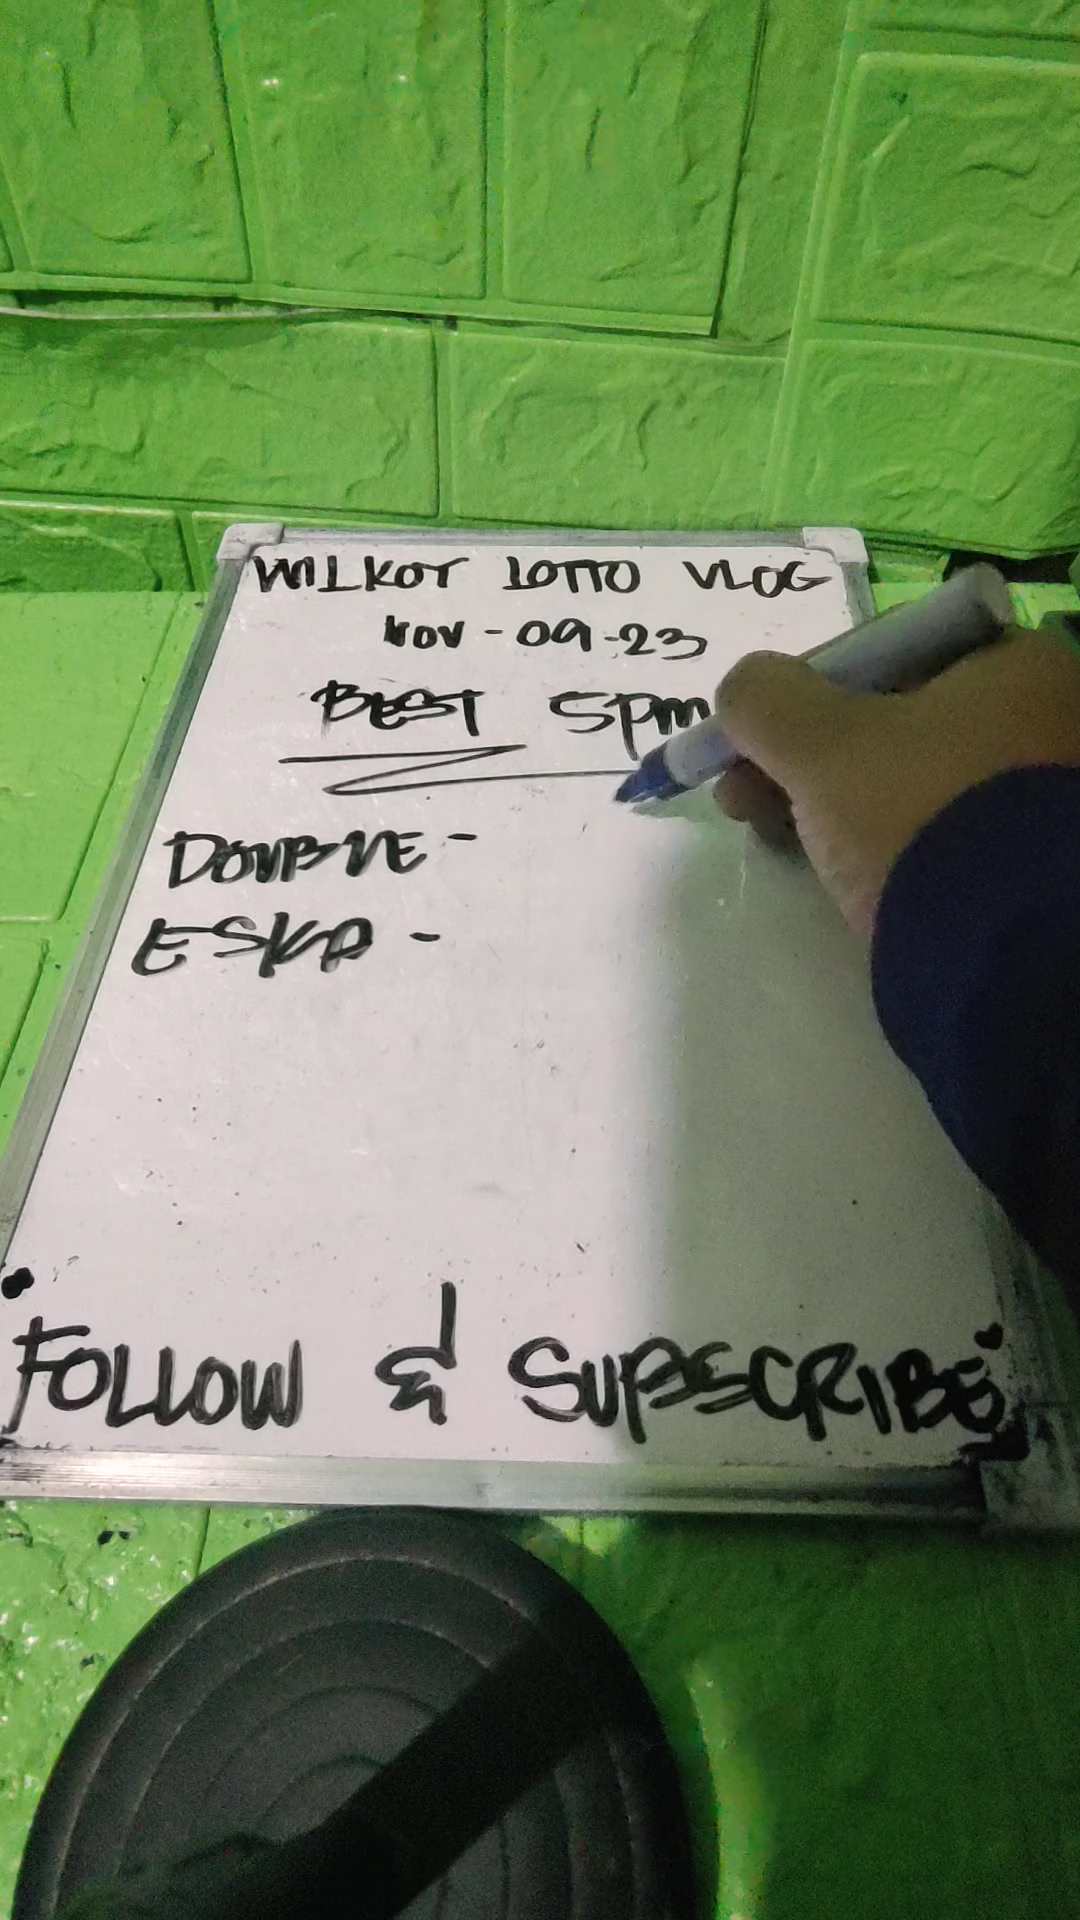 WILKOT LOTTO VLOG
NOV - 09-23
BEST 5pm
DOUBLE -
ESKA -
FOLLOW & SUBSCRIBE